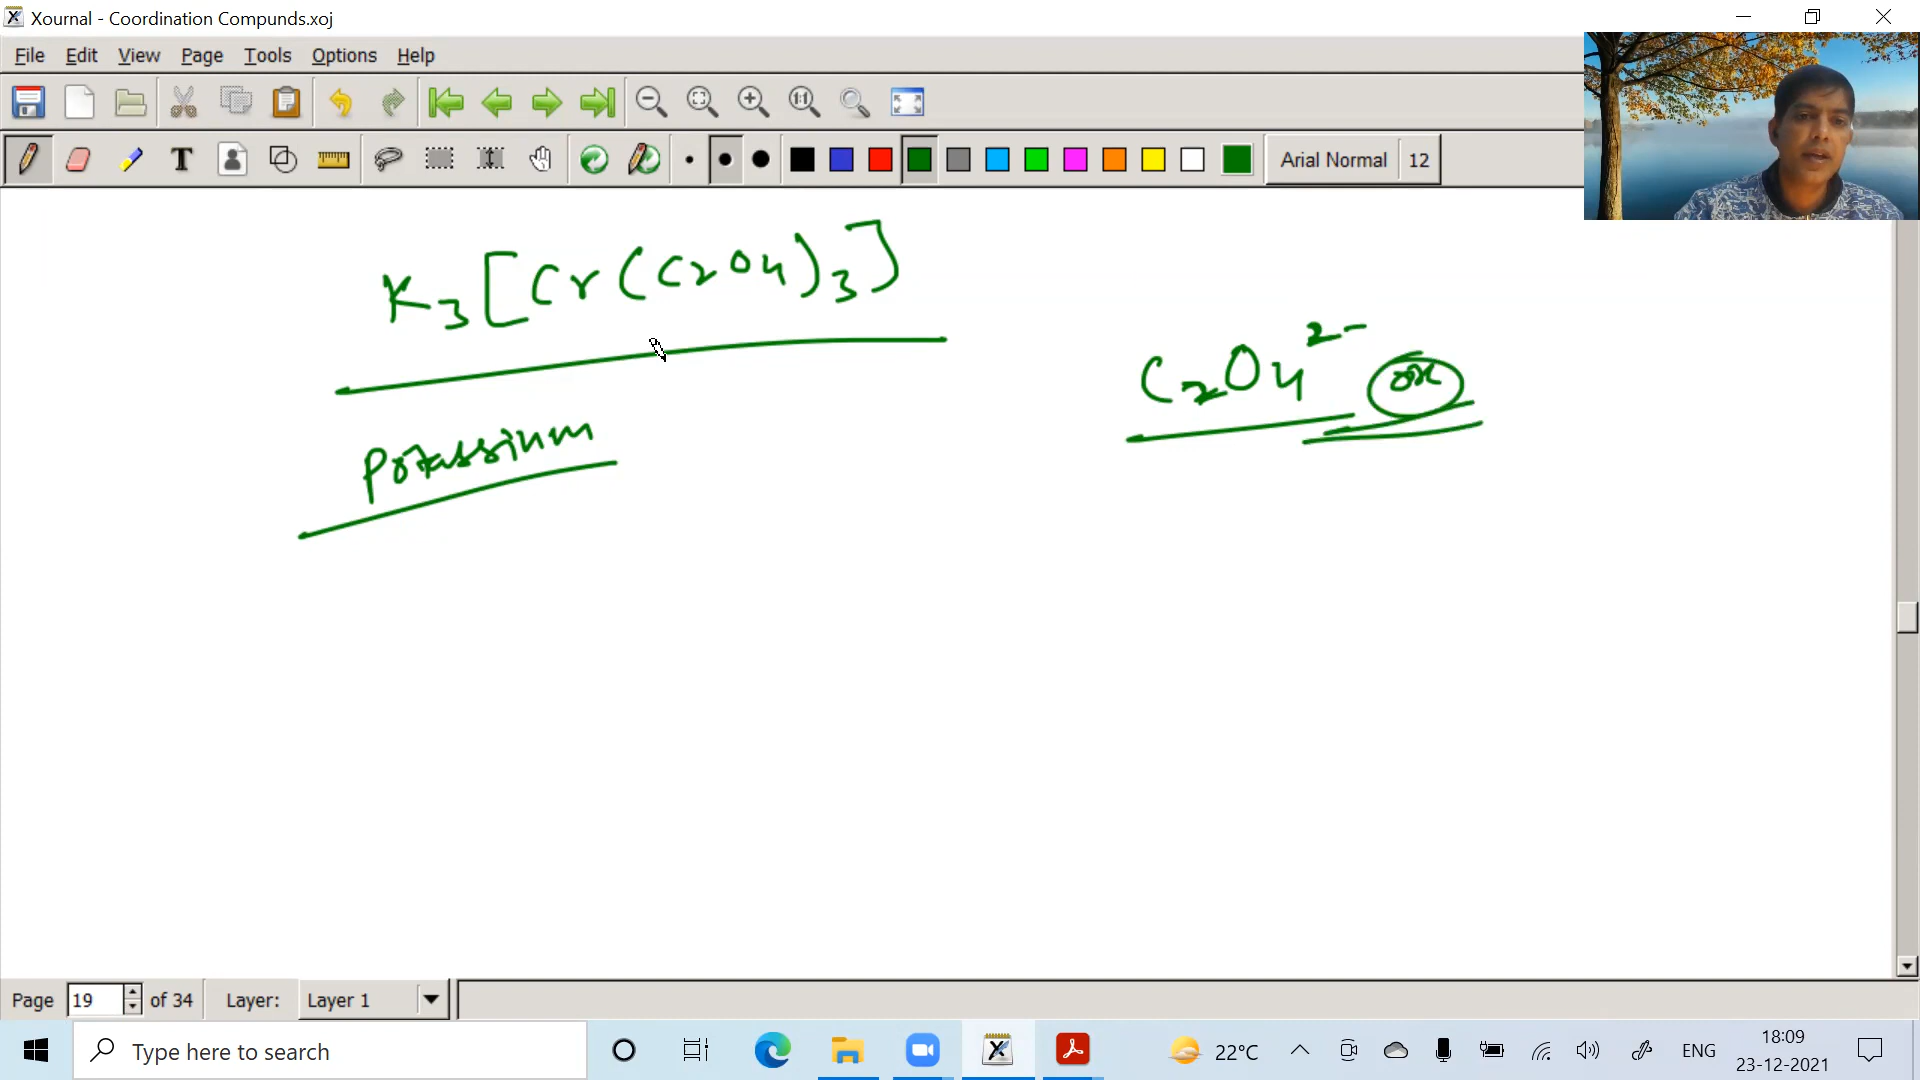 Xournal - Coordination Compunds.xoj
File Edit View Page Tools Options Help
Arial Normal 12
K3[Cr(C2O4)3]
C2O4 2- ox
Potassium
Page 19 of 34 Layer: Layer 1
Type here to search
22°C
ENG
18:09
23-12-2021